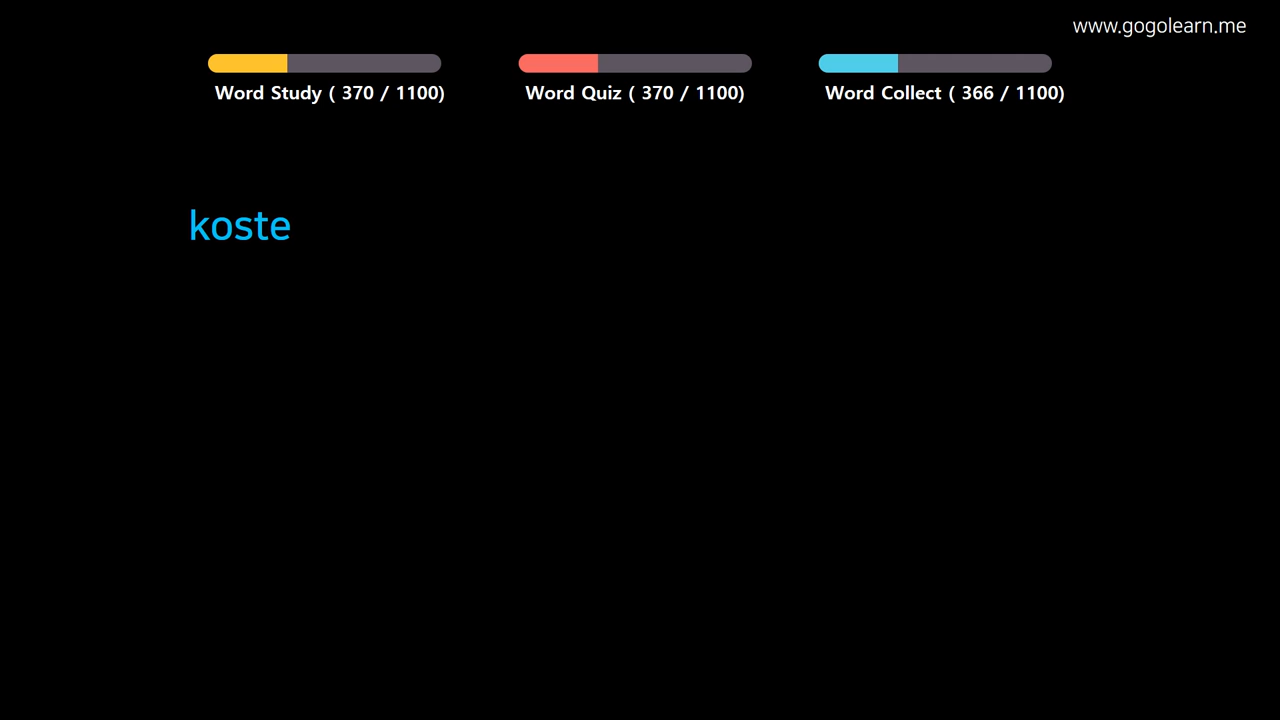 www.gogolearn.me
Word Study ( 370 / 1100)
Word Quiz ( 370 / 1100)
Word Collect ( 366 / 1100)
koste